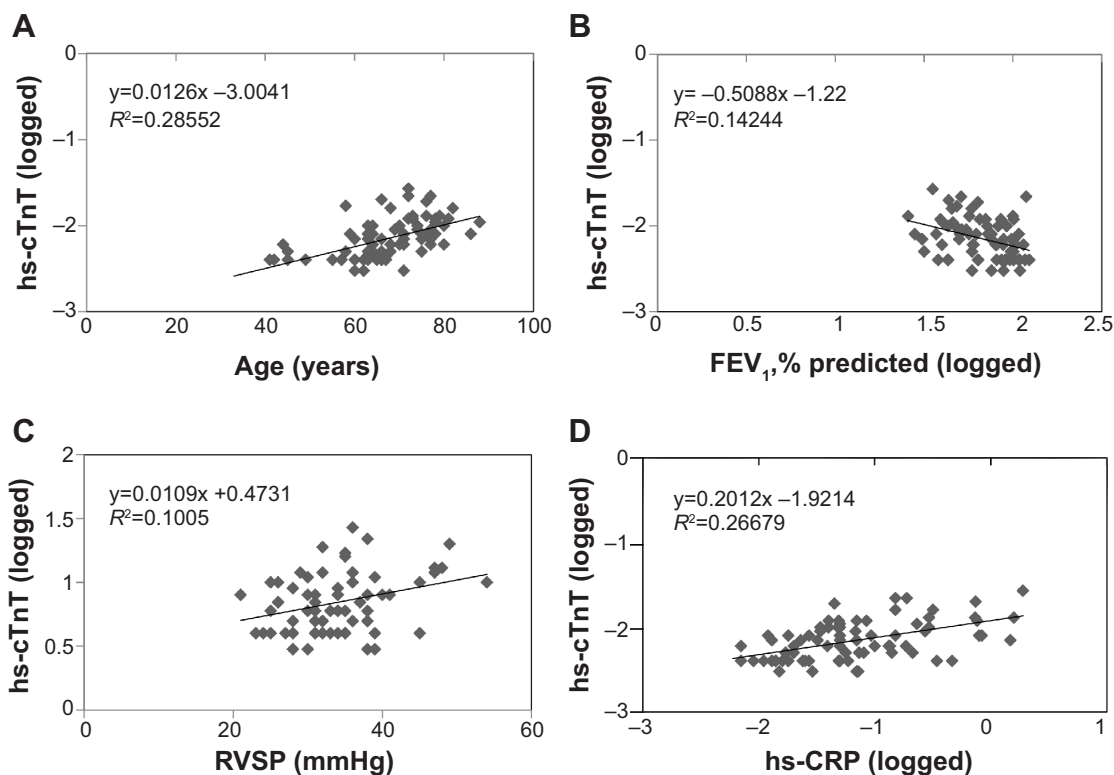 A
hs-cTnT (logged)
0
–1
–2
–3
y=0.0126x –3.0041
R²=0.28552
0 20 40 60 80 100
Age (years)
B
hs-cTnT (logged)
0
–1
–2
–3
y= –0.5088x –1.22
R²=0.14244
0 0.5 1 1.5 2 2.5
FEV₁,% predicted (logged)
C
hs-cTnT (logged)
2
1.5
1
0.5
0
y=0.0109x +0.4731
R²=0.1005
0 20 40 60
RVSP (mmHg)
D
hs-cTnT (logged)
0
–1
–2
–3
y=0.2012x –1.9214
R²=0.26679
–3 –2 –1 0 1
hs-CRP (logged)